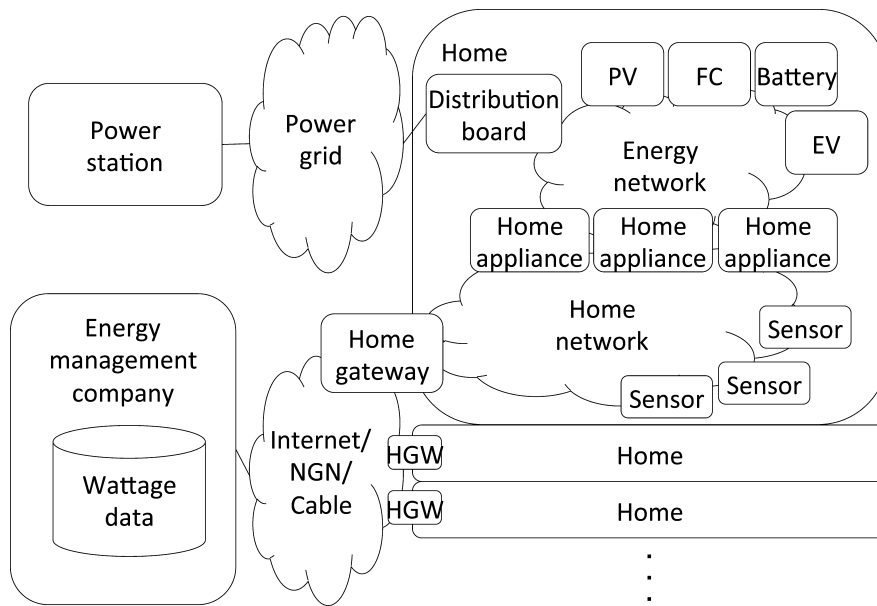 Home
PV
FC
Battery
Distribution
board
Power
station
Power
grid
EV
Energy
network
Home
appliance
Home
appliance
Home
appliance
Energy
management
company
Home
gateway
Home
network
Sensor
Sensor
Sensor
Internet/
NGN/
Cable
HGW
Home
Wattage
data
HGW
Home